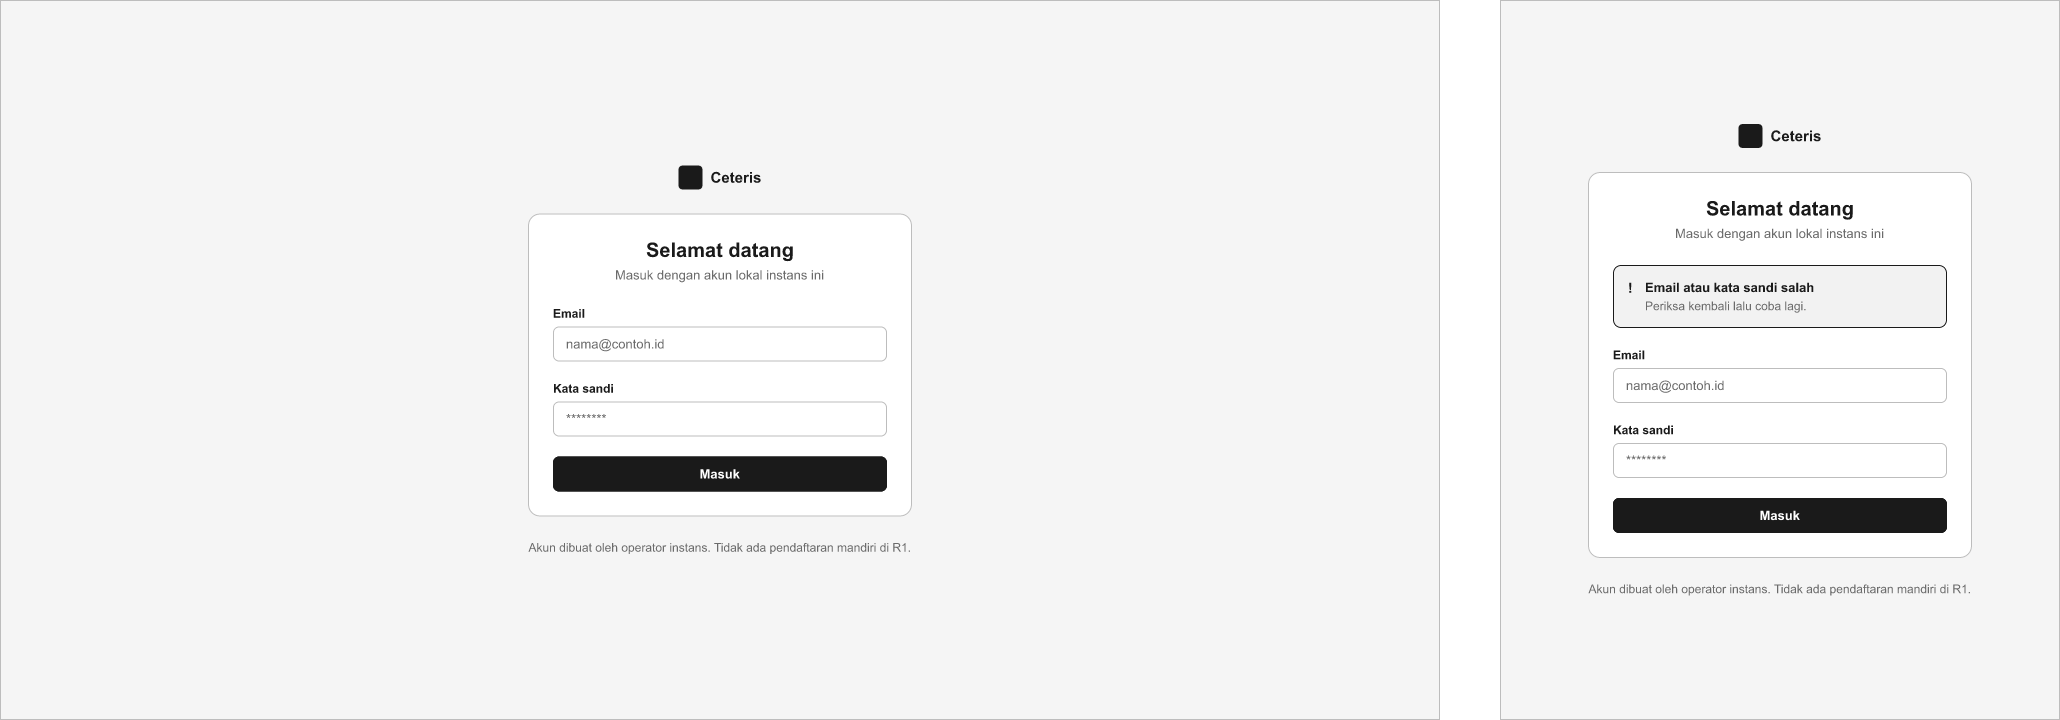 Ceteris
Selamat datang
Masuk dengan akun lokal instans ini
Email
nama@contoh.id
Kata sandi
********
Masuk
Akun dibuat oleh operator instans. Tidak ada pendaftaran mandiri di R1.
Ceteris
Selamat datang
Masuk dengan akun lokal instans ini
! Email atau kata sandi salah
Periksa kembali lalu coba lagi.
Email
nama@contoh.id
Kata sandi
********
Masuk
Akun dibuat oleh operator instans. Tidak ada pendaftaran mandiri di R1.